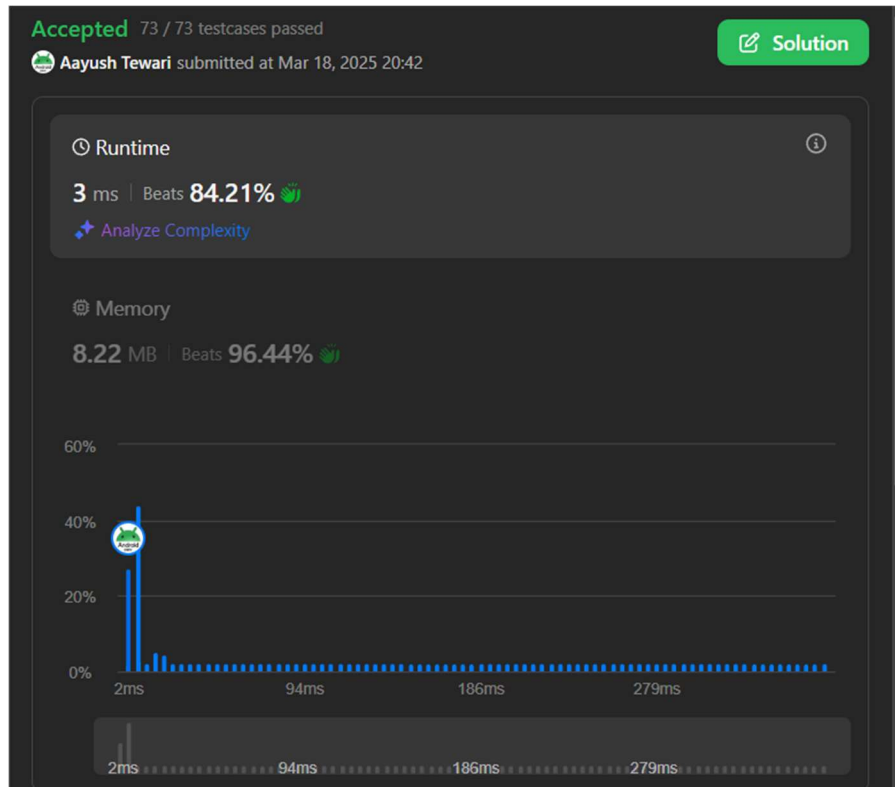 Accepted 73 / 73 testcases passed
Solution
Aayush Tewari submitted at Mar 18, 2025 20:42
Runtime
3 ms | Beats 84.21%
Analyze Complexity
Memory
8.22 MB | Beats 96.44%
60%
40%
20%
0%
2ms 94ms 186ms 279ms
2ms 94ms 186ms 279ms